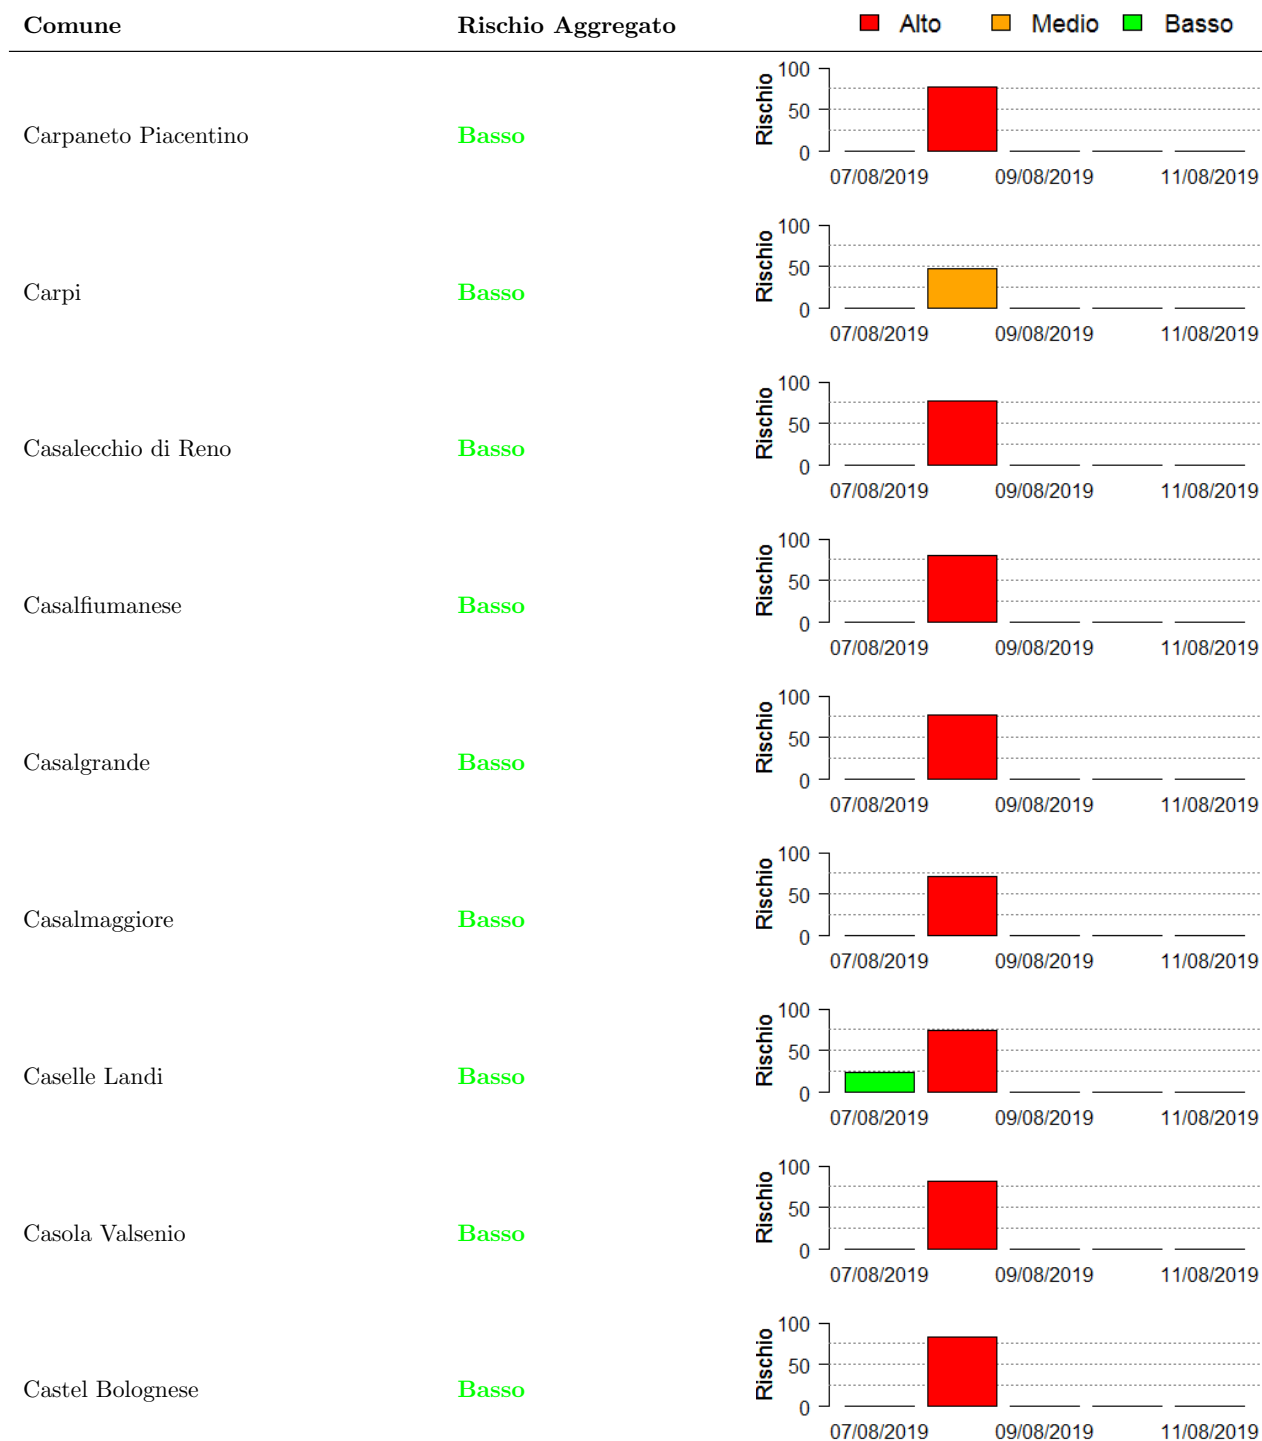 Comune Rischio Aggregato Alto Medio Basso
Carpaneto Piacentino Basso
Rischio
100
50
0
07/08/2019 09/08/2019 11/08/2019
Carpi Basso
Rischio
100
50
0
07/08/2019 09/08/2019 11/08/2019
Casalecchio di Reno Basso
Rischio
100
50
0
07/08/2019 09/08/2019 11/08/2019
Casalfiumanese Basso
Rischio
100
50
0
07/08/2019 09/08/2019 11/08/2019
Casalgrande Basso
Rischio
100
50
0
07/08/2019 09/08/2019 11/08/2019
Casalmaggiore Basso
Rischio
100
50
0
07/08/2019 09/08/2019 11/08/2019
Caselle Landi Basso
Rischio
100
50
0
07/08/2019 09/08/2019 11/08/2019
Casola Valsenio Basso
Rischio
100
50
0
07/08/2019 09/08/2019 11/08/2019
Castel Bolognese Basso
Rischio
100
50
0
07/08/2019 09/08/2019 11/08/2019